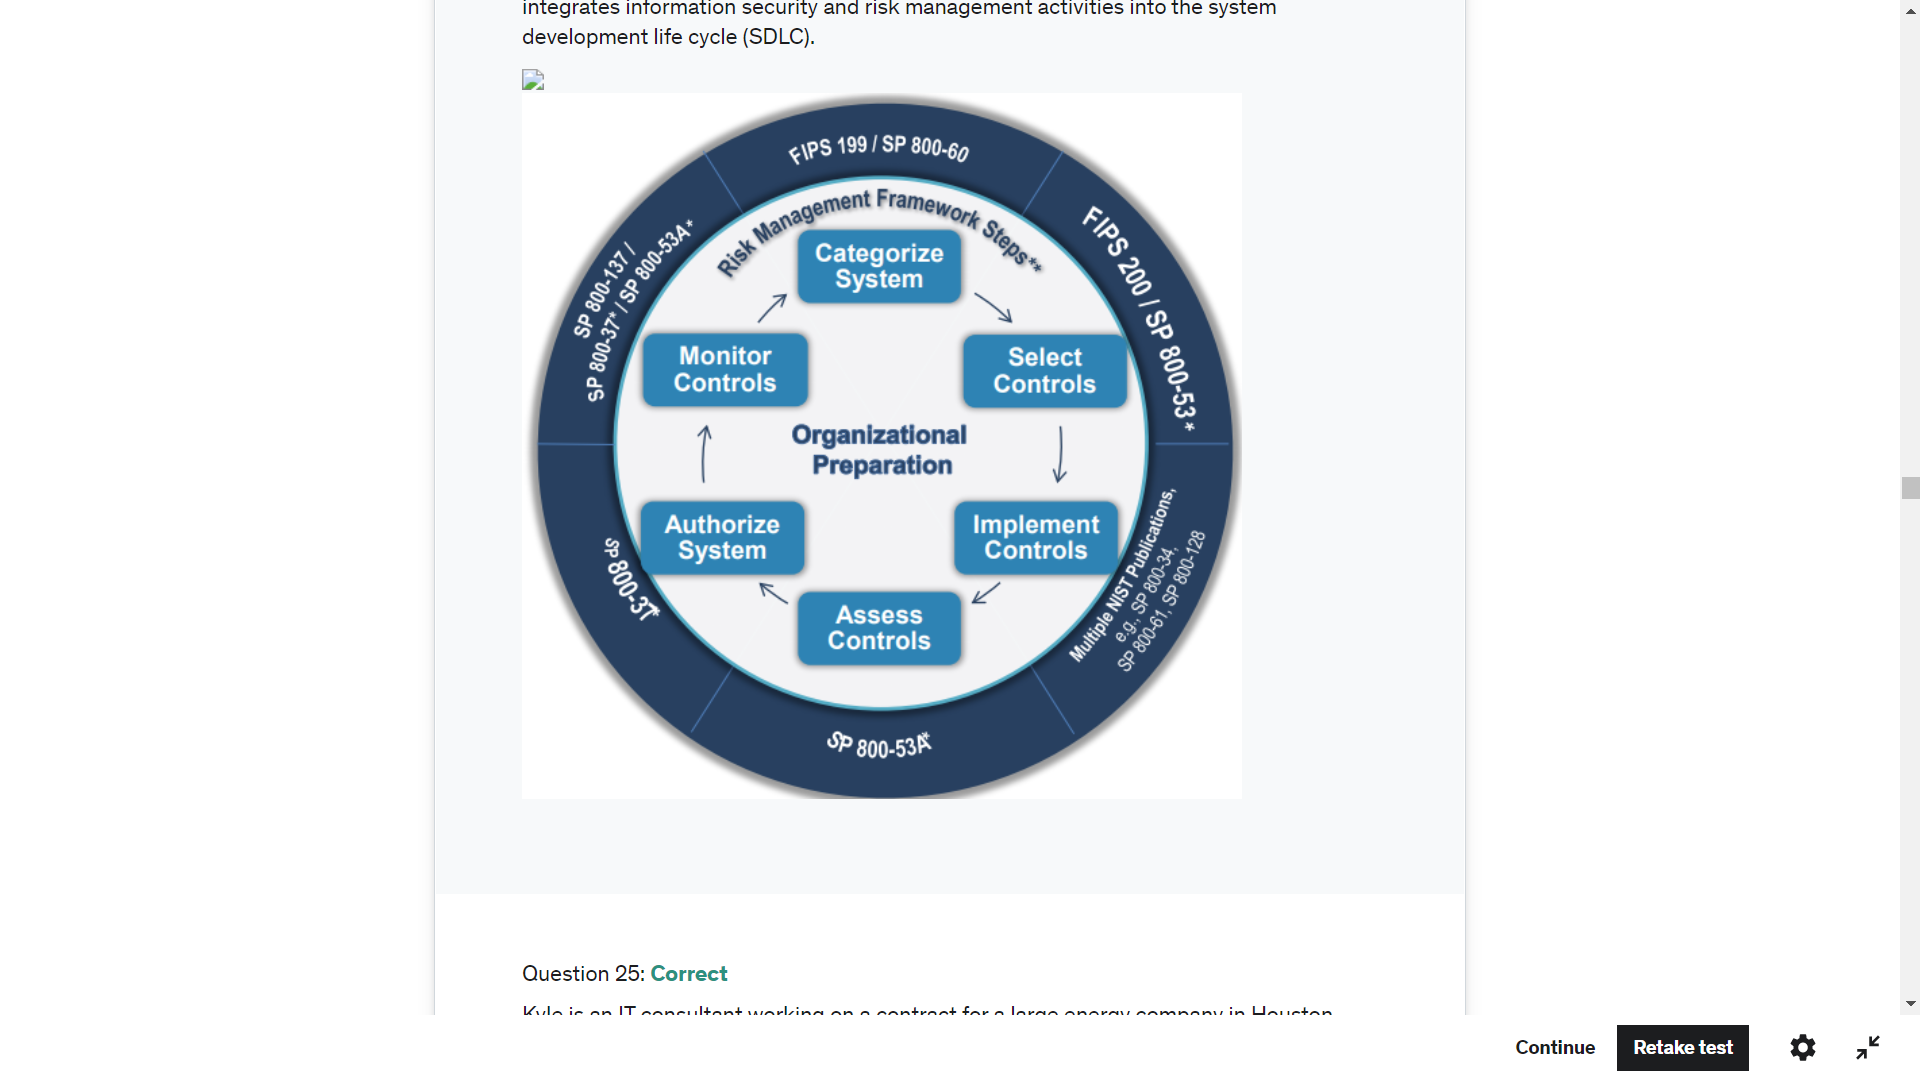 integrates information security and risk management activities into the system
development life cycle (SDLC).
FIPS 199 / SP 800-60
Risk Management Framework Steps**
Categorize
System
FIPS 200 / SP 800-53*
SP 800-137 /
SP 800-37* / SP 800-53A*
Monitor
Controls
Select
Controls
Organizational
Preparation
Authorize
System
Implement
Controls
Multiple NIST Publications,
e.g., SP 800-34,
SP 800-61, SP 800-128
SP 800-37*
Assess
Controls
SP 800-53A*
Question 25: Correct
Kyle is an IT consultant working on a contract for a large energy company in Houston
Continue
Retake test